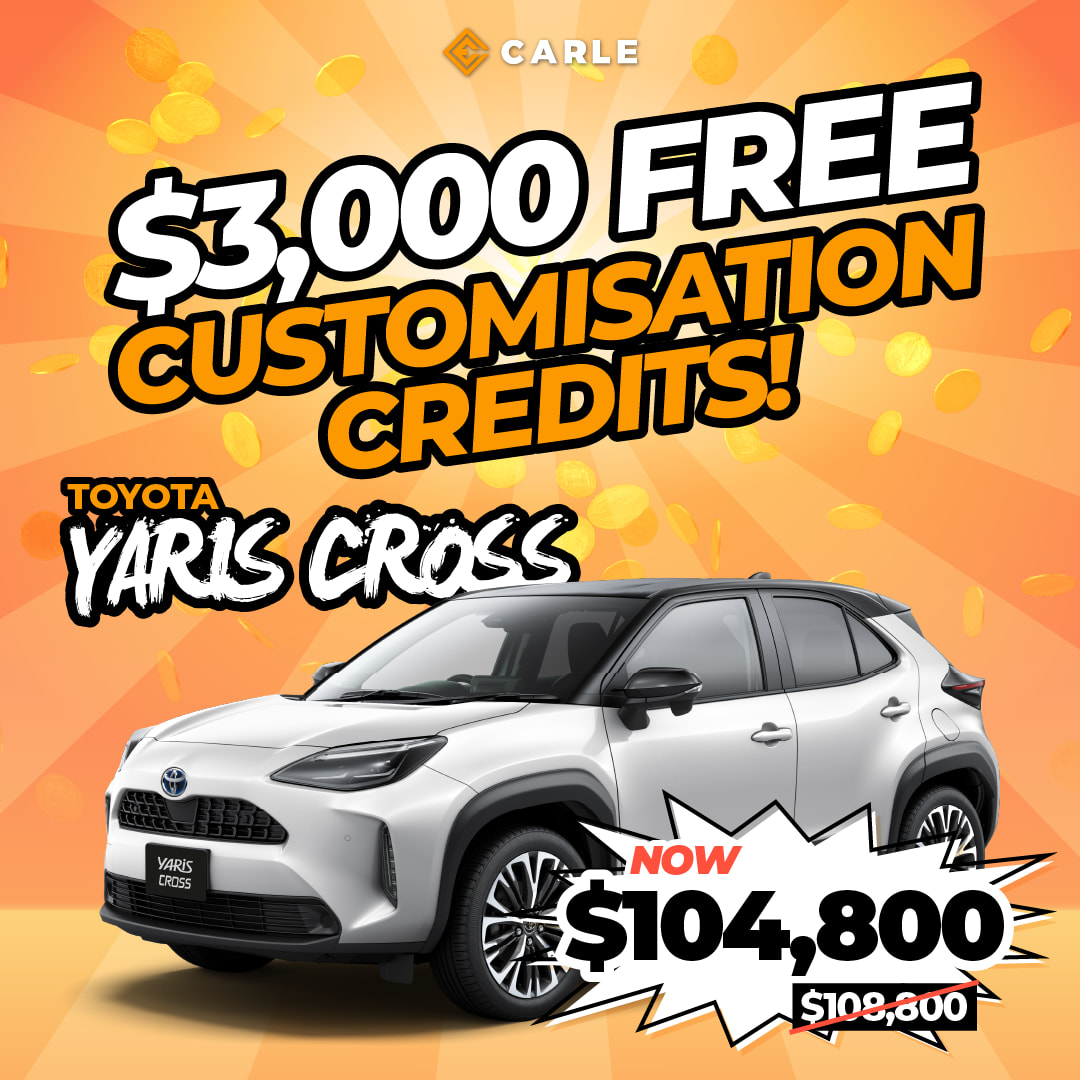 CARLE
$3,000 FREE
CUSTOMISATION
CREDITS!
TOYOTA
YARIS CROSS
YARiS
CROSS
NOW
$104,800
$108,800